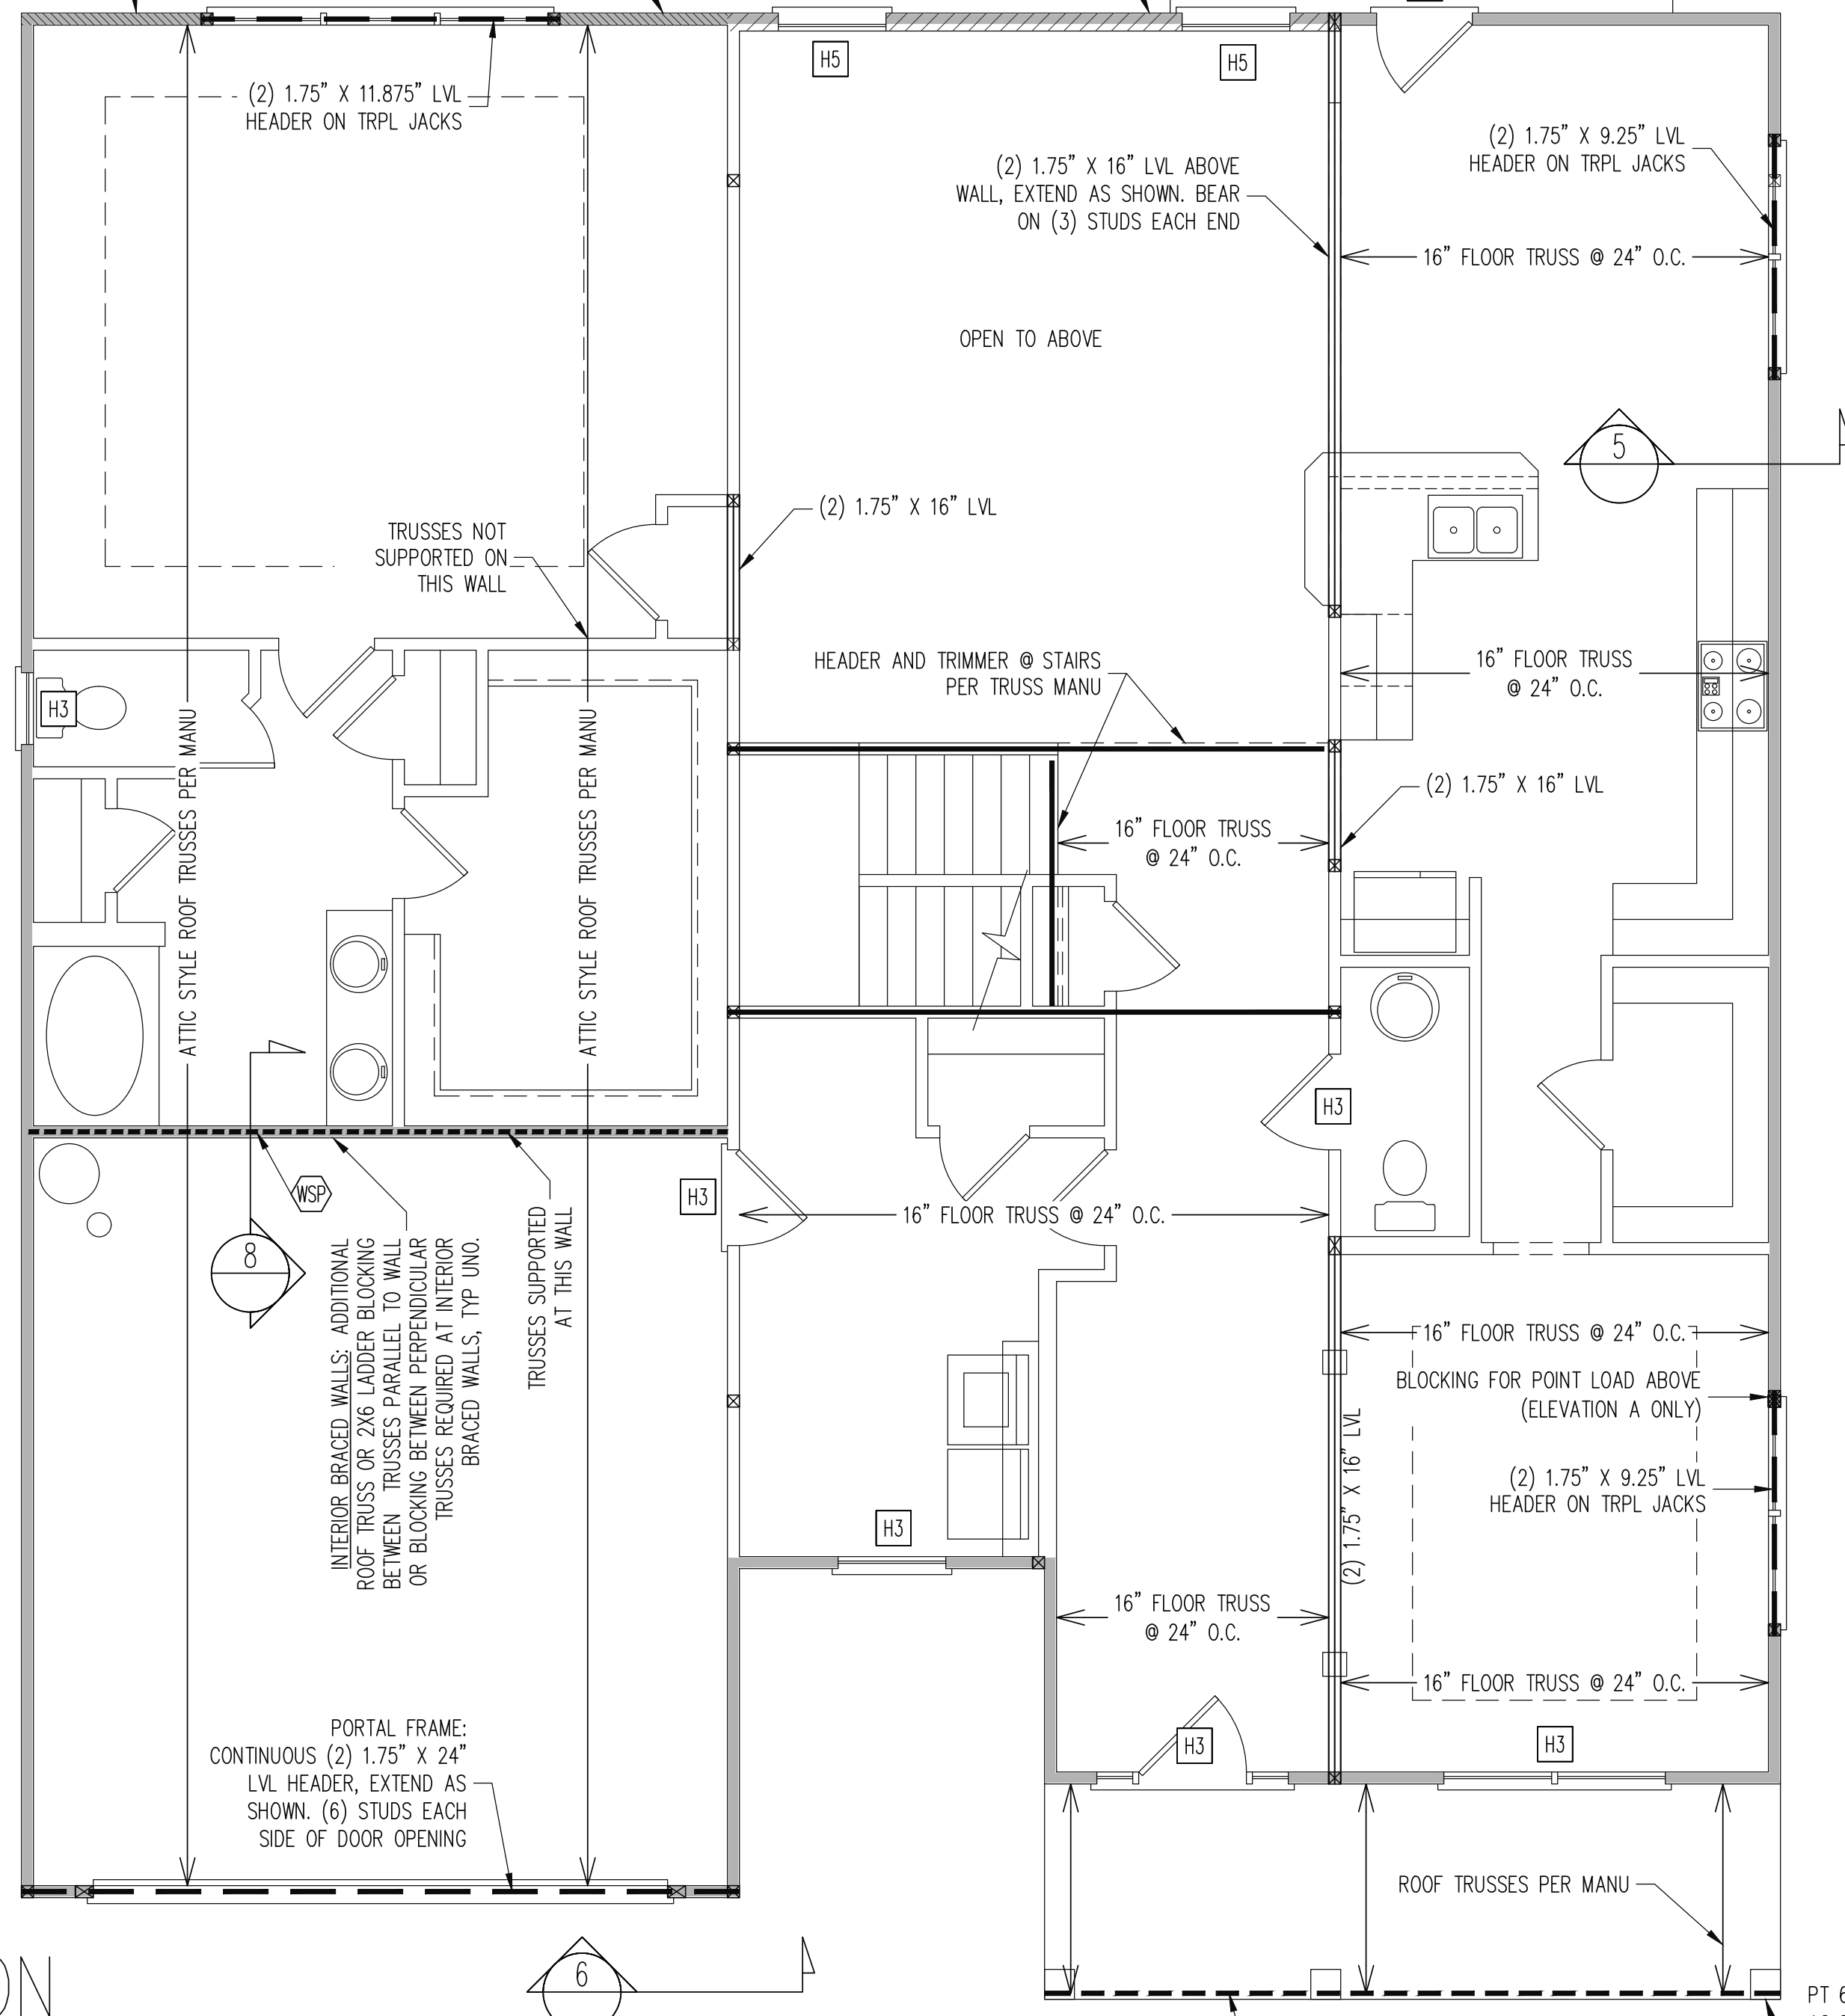 H5
H5
(2) 1.75" X 11.875" LVL
HEADER ON TRPL JACKS
(2) 1.75" X 16" LVL ABOVE
WALL, EXTEND AS SHOWN. BEAR
ON (3) STUDS EACH END
(2) 1.75" X 9.25" LVL
HEADER ON TRPL JACKS
16" FLOOR TRUSS @ 24" O.C.
OPEN TO ABOVE
5
(2) 1.75" X 16" LVL
TRUSSES NOT
SUPPORTED ON
THIS WALL
HEADER AND TRIMMER @ STAIRS
PER TRUSS MANU
16" FLOOR TRUSS
@ 24" O.C.
H3
ATTIC STYLE ROOF TRUSSES PER MANU
ATTIC STYLE ROOF TRUSSES PER MANU
(2) 1.75" X 16" LVL
16" FLOOR TRUSS
@ 24" O.C.
H3
WSP
H3
16" FLOOR TRUSS @ 24" O.C.
8
INTERIOR BRACED WALLS: ADDITIONAL
ROOF TRUSS OR 2X6 LADDER BLOCKING
BETWEEN TRUSSES PARALLEL TO WALL
OR BLOCKING BETWEEN PERPENDICULAR
TRUSSES REQUIRED AT INTERIOR
BRACED WALLS, TYP UNO.
TRUSSES SUPPORTED
AT THIS WALL
16" FLOOR TRUSS @ 24" O.C.
BLOCKING FOR POINT LOAD ABOVE
(ELEVATION A ONLY)
(2) 1.75" X 16" LVL
(2) 1.75" X 9.25" LVL
HEADER ON TRPL JACKS
H3
16" FLOOR TRUSS
@ 24" O.C.
16" FLOOR TRUSS @ 24" O.C.
H3
H3
PORTAL FRAME:
CONTINUOUS (2) 1.75" X 24"
LVL HEADER, EXTEND AS
SHOWN. (6) STUDS EACH
SIDE OF DOOR OPENING
ROOF TRUSSES PER MANU
6
PT